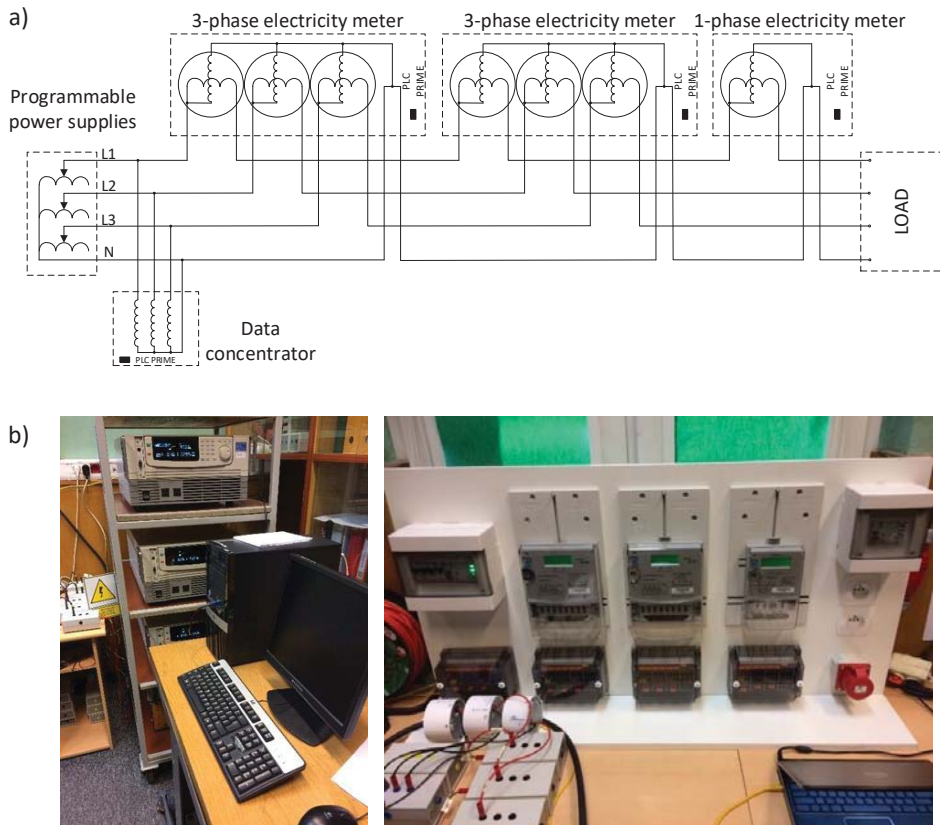 a)
3-phase electricity meter
3-phase electricity meter
1-phase electricity meter
PLC
PRIME
PLC
PRIME
PLC
PRIME
Programmable
power supplies
L1
L2
L3
N
LOAD
PLC PRIME
Data
concentrator
b)